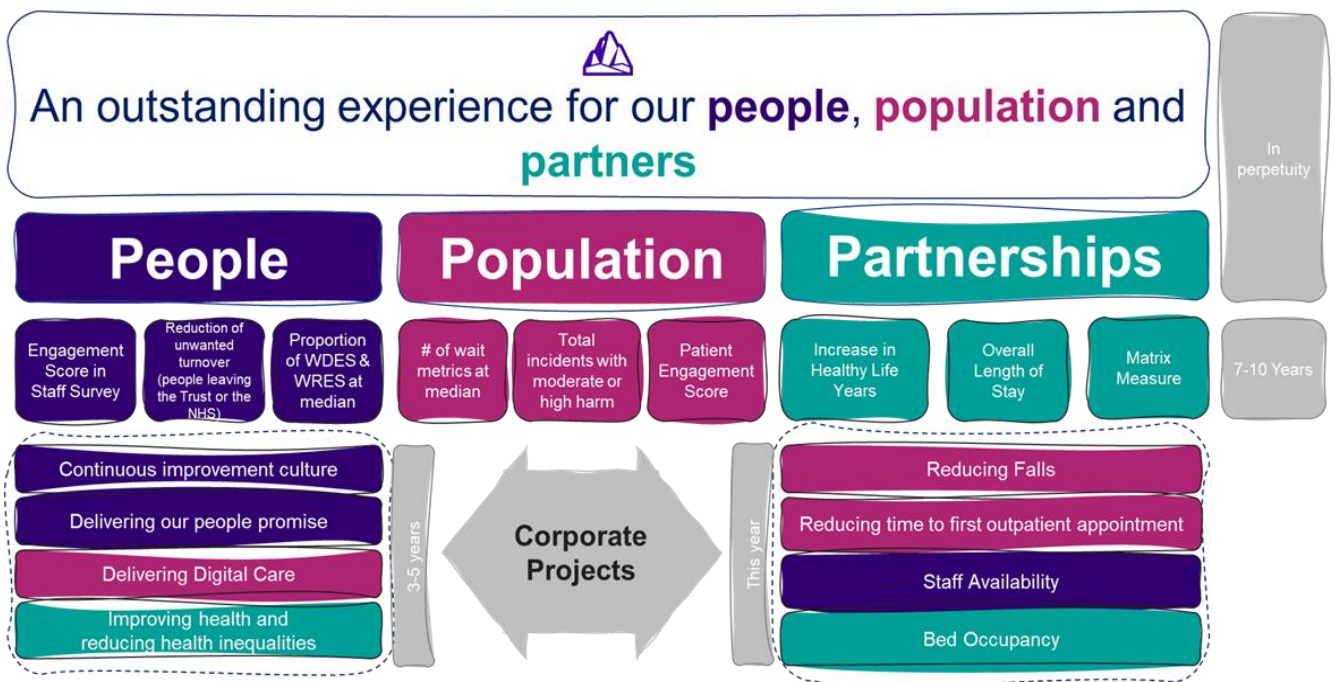 An outstanding experience for our people, population and
partners
In
perpetuity
People
Population
Partnerships
Engagement
Score in
Staff Survey
Reduction of
unwanted
turnover
(people leaving
the Trust or the
NHS)
Proportion
of WDES &
WRES at
median
# of wait
metrics at
median
Total
incidents with
moderate or
high harm
Patient
Engagement
Score
Increase in
Healthy Life
Years
Overall
Length of
Stay
Matrix
Measure
7-10 Years
Continuous improvement culture
Delivering our people promise
Delivering Digital Care
Improving health and
reducing health inequalities
3-5 years
Corporate
Projects
This year
Reducing Falls
Reducing time to first outpatient appointment
Staff Availability
Bed Occupancy